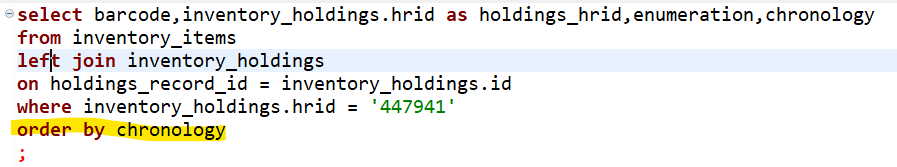 select barcode,inventory_holdings.hrid as holdings_hrid,enumeration,chronology
from inventory_items
left join inventory_holdings
on holdings_record_id = inventory_holdings.id
where inventory_holdings.hrid = '447941'
order by chronology
;